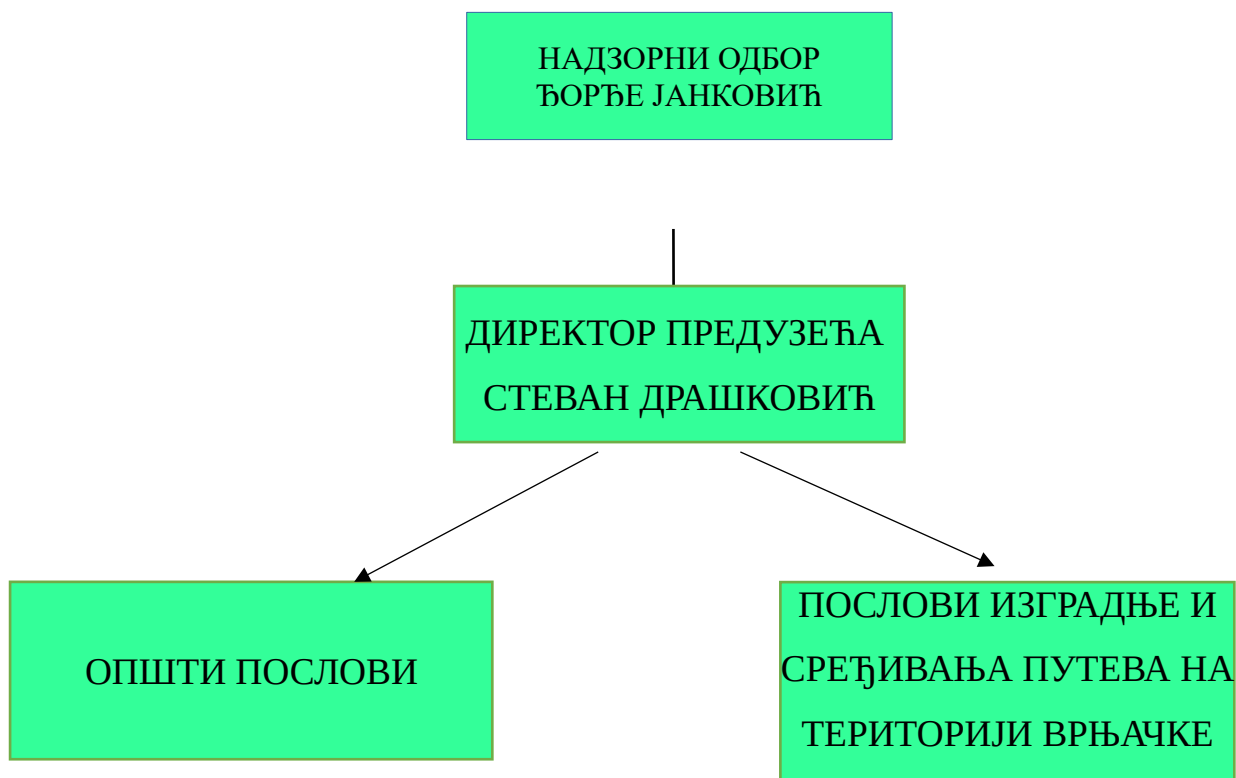 НАДЗОРНИ ОДБОР
ЂОРЂЕ ЈАНКОВИЋ
ДИРЕКТОР ПРЕДУЗЕЋА
СТЕВАН ДРАШКОВИЋ
ОПШТИ ПОСЛОВИ
ПОСЛОВИ ИЗГРАДЊЕ И
СРЕЂИВАЊА ПУТЕВА НА
ТЕРИТОРИЈИ ВРЊАЧКЕ